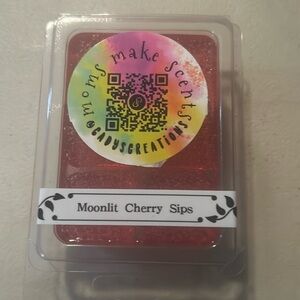 moms make scents
@CADYSCREATIONS
Moonlit Cherry Sips